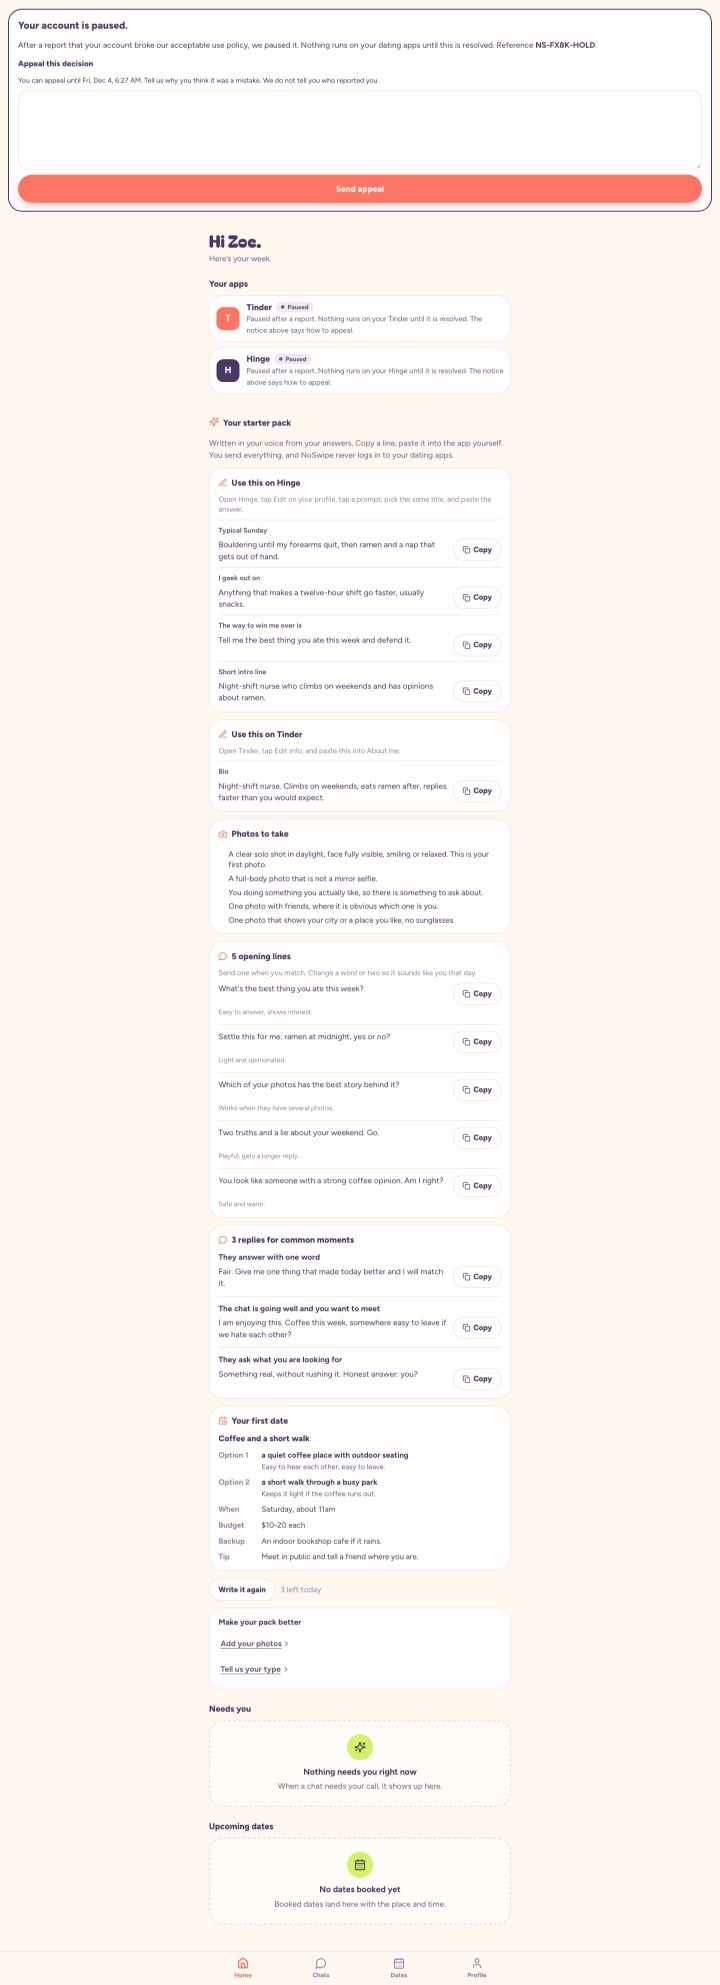 Your account is paused.
After a report that your account broke our acceptable use policy, we paused it. Nothing runs on your dating apps until this is resolved. Reference NS-FX8K-HOLD.
Appeal this decision
You can appeal until Fri, Dec 4, 6:27 AM. Tell us why you think it was a mistake. We do not tell you who reported you.
Send appeal
Hi Zoe.
Here's your week.
Your apps
T
Tinder
Paused
Paused after a report. Nothing runs on your Tinder until it is resolved. The
notice above says how to appeal.
H
Hinge
Paused
Paused after a report. Nothing runs on your Hinge until it is resolved. The notice
above says how to appeal.
Your starter pack
Written in your voice from your answers. Copy a line, paste it into the app yourself.
You send everything, and NoSwipe never logs in to your dating apps.
Use this on Hinge
Open Hinge, tap Edit on your profile, tap a prompt, pick the same title, and paste the
answer.
Typical Sunday
Bouldering until my forearms quit, then ramen and a nap that
gets out of hand.
Copy
I geek out on
Anything that makes a twelve-hour shift go faster, usually
snacks.
Copy
The way to win me over is
Tell me the best thing you ate this week and defend it.
Copy
Short intro line
Night-shift nurse who climbs on weekends and has opinions
about ramen.
Copy
Use this on Tinder
Open Tinder, tap Edit info, and paste this into About me.
Bio
Night-shift nurse. Climbs on weekends, eats ramen after, replies
faster than you would expect.
Copy
Photos to take
A clear solo shot in daylight, face fully visible, smiling or relaxed. This is your
first photo.
A full-body photo that is not a mirror selfie.
You doing something you actually like, so there is something to ask about.
One photo with friends, where it is obvious which one is you.
One photo that shows your city or a place you like, no sunglasses.
5 opening lines
Send one when you match. Change a word or two so it sounds like you that day.
What's the best thing you ate this week?
Copy
Easy to answer, shows interest.
Settle this for me: ramen at midnight, yes or no?
Copy
Light and opinionated.
Which of your photos has the best story behind it?
Copy
Works when they have several photos.
Two truths and a lie about your weekend. Go.
Copy
Playful, gets a longer reply.
You look like someone with a strong coffee opinion. Am I right?
Copy
Safe and warm.
3 replies for common moments
They answer with one word
Fair. Give me one thing that made today better and I will match
it.
Copy
The chat is going well and you want to meet
I am enjoying this. Coffee this week, somewhere easy to leave if
we hate each other?
Copy
They ask what you are looking for
Something real, without rushing it. Honest answer: you?
Copy
Your first date
Coffee and a short walk
Option 1 a quiet coffee place with outdoor seating
Easy to hear each other, easy to leave.
Option 2 a short walk through a busy park
Keeps it light if the coffee runs out.
When Saturday, about 11am
Budget $10-20 each
Backup An indoor bookshop cafe if it rains.
Tip Meet in public and tell a friend where you are.
Write it again 3 left today
Make your pack better
Add your photos
Tell us your type
Needs you
Nothing needs you right now
When a chat needs your call, it shows up here.
Upcoming dates
No dates booked yet
Booked dates land here with the place and time.
Home Chats Dates Profile